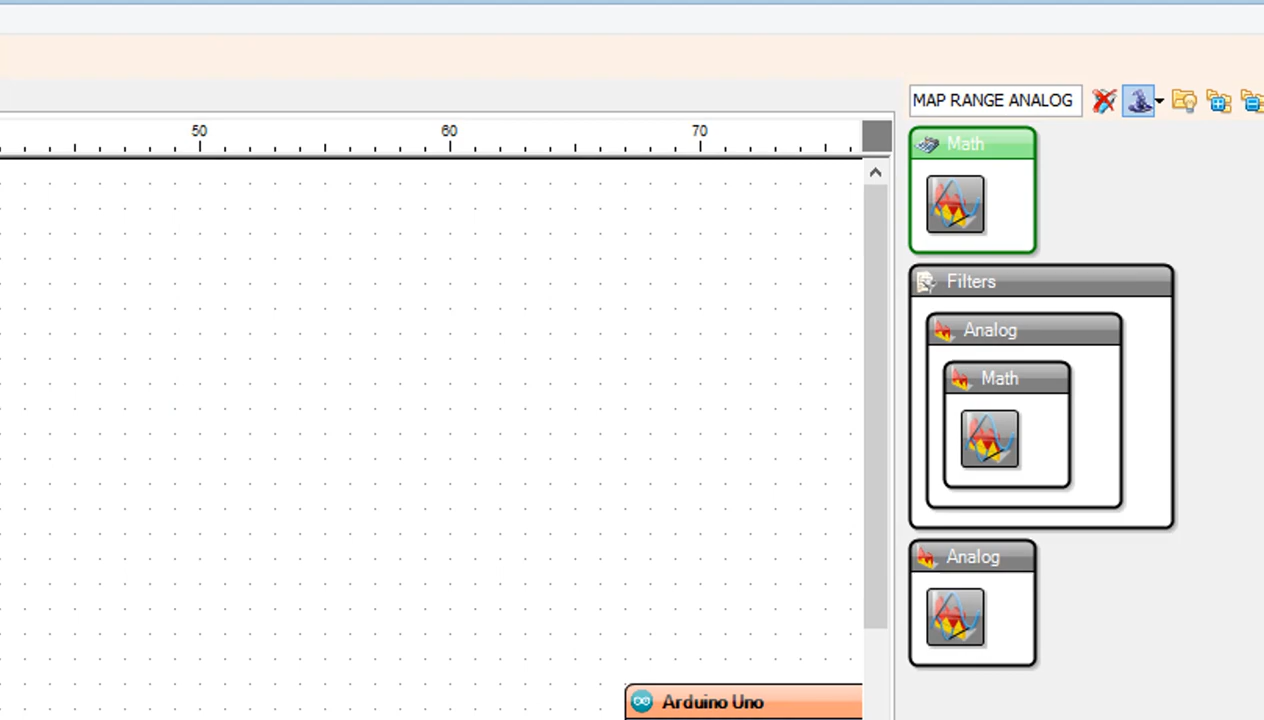 MAP RANGE ANALOG
50 60 70
Math
Filters
Analog
Math
Analog
Arduino Uno